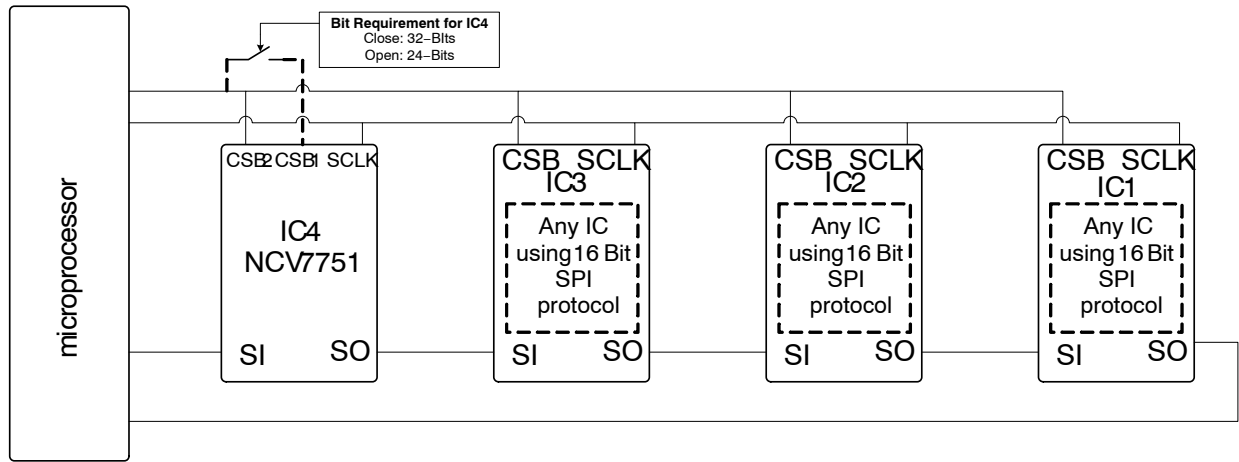 Bit Requirement for IC4
Close: 32–BIts
Open: 24–Bits
microprocessor
CSB2 CSB1 SCLK
IC4
NCV7751
SI SO
CSB SCLK
IC3
Any IC
using 16 Bit
SPI
protocol
SI SO
CSB SCLK
IC2
Any IC
using 16 Bit
SPI
protocol
SI SO
CSB SCLK
IC1
Any IC
using 16 Bit
SPI
protocol
SI SO